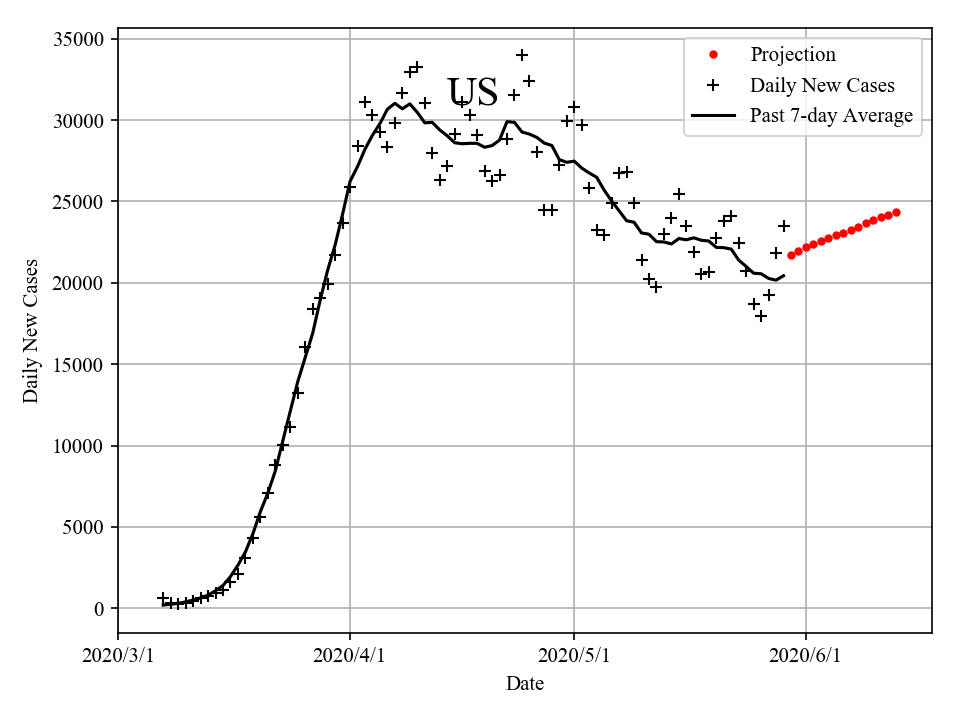 35000
30000
25000
20000
15000
10000
5000
0
Daily New Cases
US
Projection
Daily New Cases
Past 7-day Average
2020/3/1
2020/4/1
2020/5/1
2020/6/1
Date